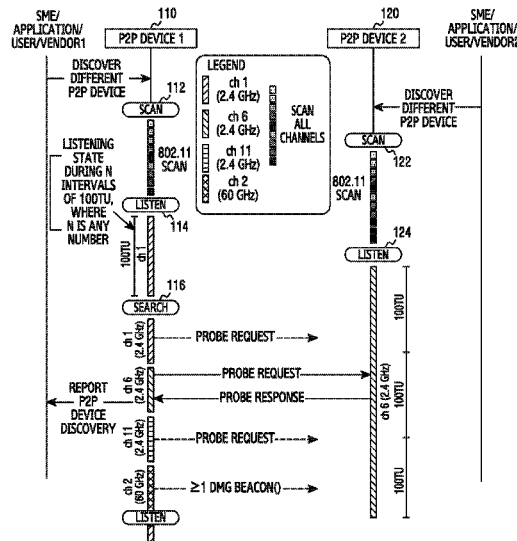 SME/
APPLICATION/
USER/VENDOR1
110
P2P DEVICE 1
120
P2P DEVICE 2
SME/
APPLICATION/
USER/VENDOR2
DISCOVER
DIFFERENT
P2P DEVICE
112
SCAN
LEGEND
ch 1
(2.4 GHz)
ch 6
(2.4 GHz)
ch 11
(2.4 GHz)
ch 2
(60 GHz)
SCAN
ALL
CHANNELS
DISCOVER
DIFFERENT
P2P DEVICE
SCAN
122
802.11
SCAN
802.11
SCAN
LISTENING
STATE
DURING N
INTERVALS
OF 100TU,
WHERE
N IS ANY
NUMBER
LISTEN
114
124
LISTEN
100TU
ch 1
116
SEARCH
ch 1
(2.4 GHz)
PROBE REQUEST
100TU
ch 6
(2.4 GHz)
PROBE REQUEST
PROBE RESPONSE
REPORT
P2P
DEVICE
DISCOVERY
ch 6 (2.4 GHz)
100TU
ch 11
(2.4 GHz)
PROBE REQUEST
100TU
ch 2
(60 GHz)
≥1 DMG BEACON()
LISTEN